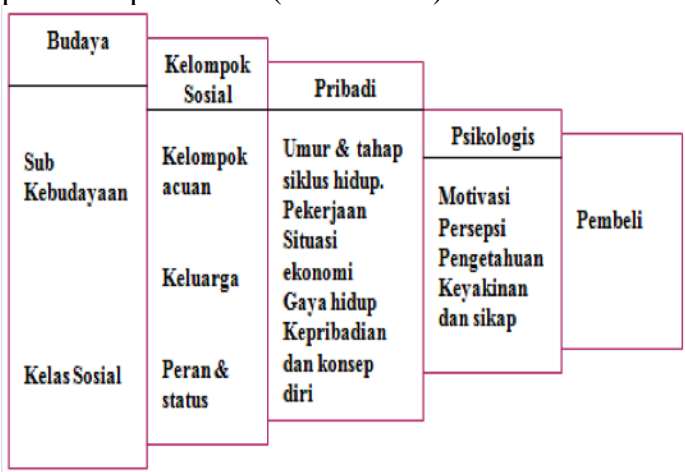 Budaya
Sub
Kebudayaan
Kelas Sosial
Kelompok
Sosial
Kelompok
acuan
Keluarga
Peran &
status
Pribadi
Umur & tahap
siklus hidup.
Pekerjaan
Situasi
ekonomi
Gaya hidup
Kepribadian
dan konsep
diri
Psikologis
Motivasi
Persepsi
Pengetahuan
Keyakinan
dan sikap
Pembeli